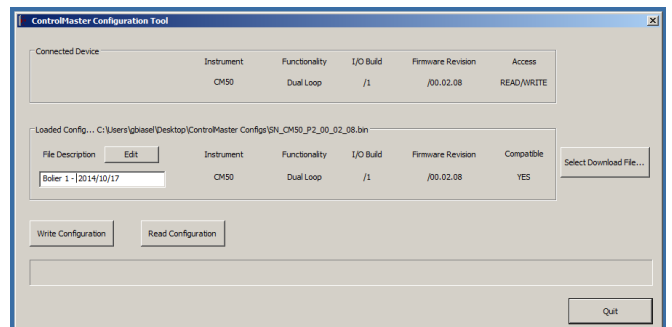 ControlMaster Configuration Tool
Connected Device
Instrument Functionality I/O Build Firmware Revision Access
CM50 Dual Loop /1 /00.02.08 READ/WRITE
Loaded Config... C:\Users\gbiasel\Desktop\ControlMaster Configs\SN_CM50_P2_00_02_08.bin
File Description Edit Instrument Functionality I/O Build Firmware Revision Compatible
Select Download File...
Bolier 1 - 2014/10/17 CM50 Dual Loop /1 /00.02.08 YES
Write Configuration Read Configuration
Quit